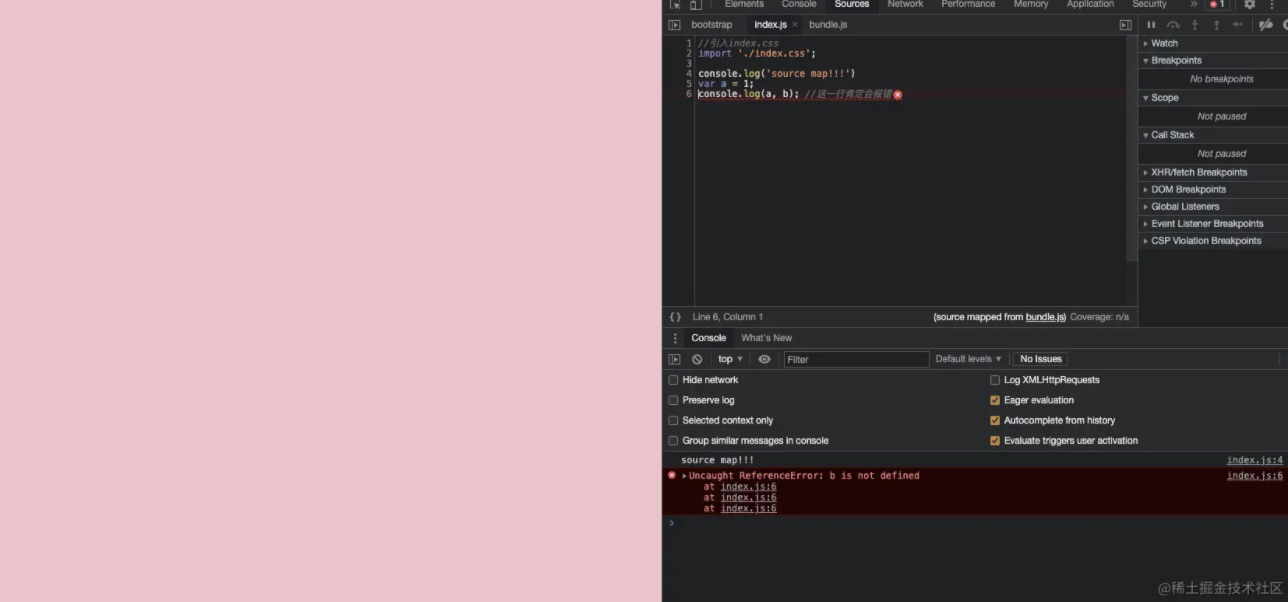 Elements Console Sources Network Performance Memory Application Security » 1
bootstrap index.js × bundle.js
1 //引入index.css
2 import './index.css';
3
4 console.log('source map!!!')
5 var a = 1;
6 console.log(a, b); //这一行肯定会报错
Watch
Breakpoints
No breakpoints
Scope
Not paused
Call Stack
Not paused
XHR/fetch Breakpoints
DOM Breakpoints
Global Listeners
Event Listener Breakpoints
CSP Violation Breakpoints
{} Line 6, Column 1 (source mapped from bundle.js) Coverage: n/a
Console What's New
top Filter Default levels No Issues
Hide network Log XMLHttpRequests
Preserve log Eager evaluation
Selected context only Autocomplete from history
Group similar messages in console Evaluate triggers user activation
source map!!! index.js:4
Uncaught ReferenceError: b is not defined index.js:6
at index.js:6
at index.js:6
at index.js:6
@稀土掘金技术社区